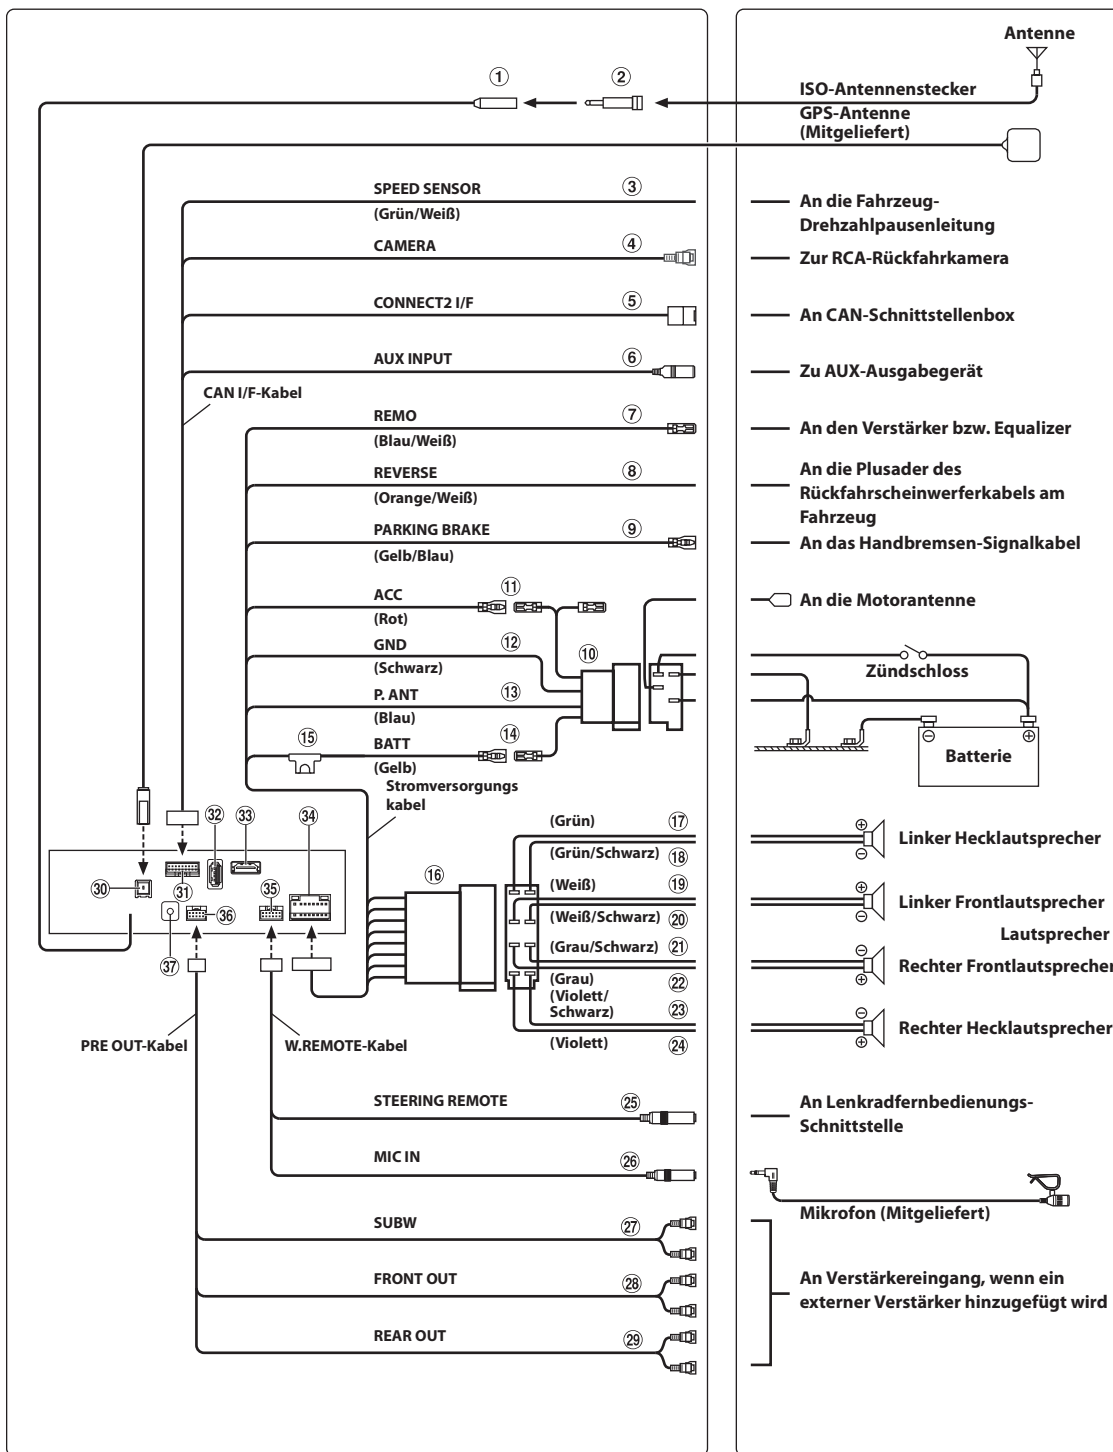 Antenne
① ②
ISO-Antennenstecker
GPS-Antenne
(Mitgeliefert)
SPEED SENSOR ③
(Grün/Weiß)
An die Fahrzeug-
Drehzahlpausenleitung
CAMERA ④
Zur RCA-Rückfahrkamera
CONNECT2 I/F ⑤
An CAN-Schnittstellenbox
AUX INPUT ⑥
Zu AUX-Ausgabegerät
CAN I/F-Kabel
REMO ⑦
(Blau/Weiß)
An den Verstärker bzw. Equalizer
REVERSE ⑧
(Orange/Weiß)
An die Plusader des
Rückfahrscheinwerferkabels am
Fahrzeug
PARKING BRAKE ⑨
(Gelb/Blau)
An das Handbremsen-Signalkabel
ACC ⑪
(Rot)
An die Motorantenne
GND ⑫ ⑩
(Schwarz)
Zündschloss
P. ANT ⑬
(Blau)
⑮ BATT ⑭
(Gelb)
⊖ ⊕
Batterie
Stromversorgungs
kabel
㉜ ㉝ ㉞
(Grün) ⑰
⊕
Linker Hecklautsprecher
⊖
(Grün/Schwarz) ⑱
⑯
㉚ ㉛ ㉟ ㊱ ㊲
(Weiß) ⑲
⊕
Linker Frontlautsprecher
⊖
(Weiß/Schwarz) ⑳
Lautsprecher
(Grau/Schwarz) ㉑
⊖
Rechter Frontlautsprecher
⊕
(Grau) ㉒
(Violett/
Schwarz) ㉓
⊖
Rechter Hecklautsprecher
⊕
(Violett) ㉔
PRE OUT-Kabel
W.REMOTE-Kabel
STEERING REMOTE ㉕
An Lenkradfernbedienungs-
Schnittstelle
MIC IN ㉖
Mikrofon (Mitgeliefert)
SUBW ㉗
FRONT OUT ㉘
An Verstärkereingang, wenn ein
externer Verstärker hinzugefügt wird
REAR OUT ㉙